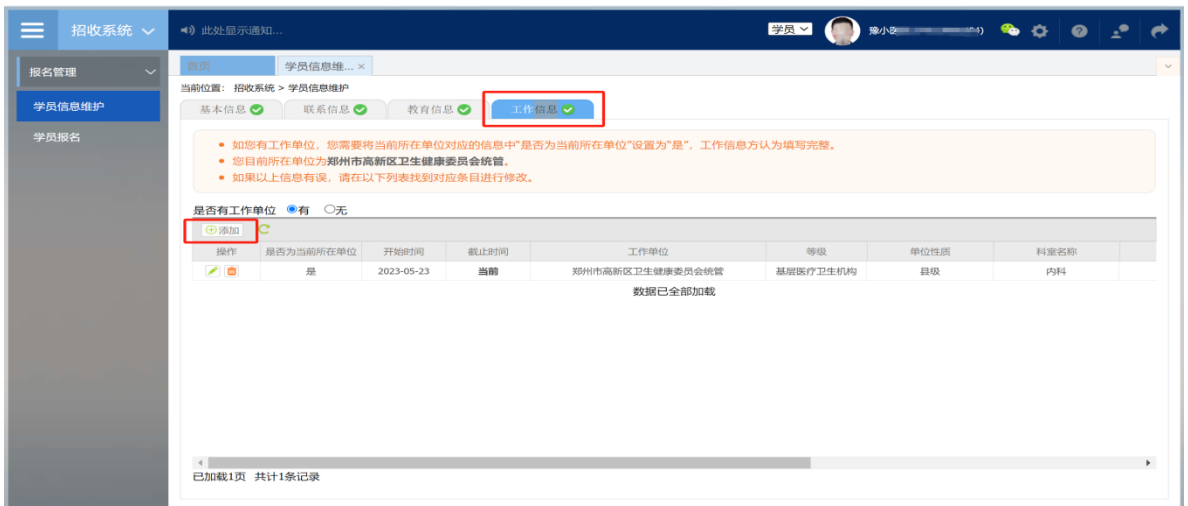 招收系统
此处显示通知...
学员
豫小
报名管理
学员信息维护
学员报名
首页
学员信息维... ×
当前位置： 招收系统 > 学员信息维护
基本信息
联系信息
教育信息
工作信息
如您有工作单位，您需要将当前所在单位对应的信息中"是否为当前所在单位"设置为"是"，工作信息方认为填写完整。
您目前所在单位为郑州市高新区卫生健康委员会统管。
如果以上信息有误，请在以下列表找到对应条目进行修改。
是否有工作单位 有 无
添加
操作 是否为当前所在单位 开始时间 截止时间 工作单位 等级 单位性质 科室名称
是 2023-05-23 当前 郑州市高新区卫生健康委员会统管 基层医疗卫生机构 县级 内科
数据已全部加载
已加载1页 共计1条记录